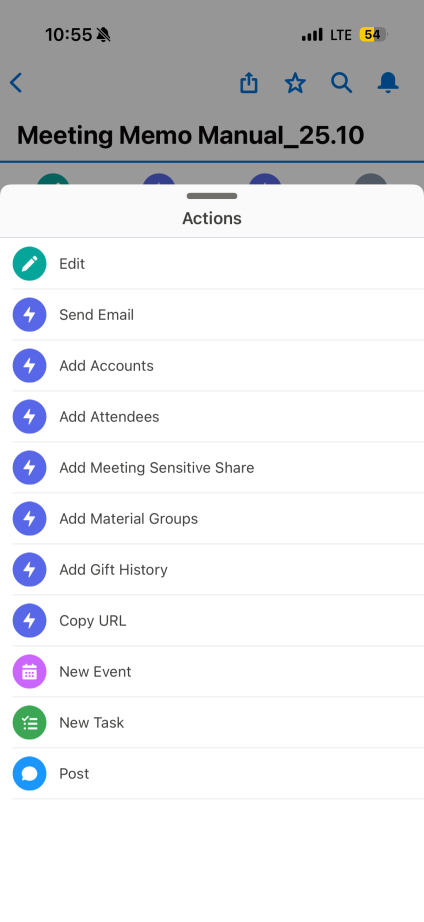 10:55
LTE
54
Meeting Memo Manual_25.10
Actions
Edit
Send Email
Add Accounts
Add Attendees
Add Meeting Sensitive Share
Add Material Groups
Add Gift History
Copy URL
New Event
New Task
Post